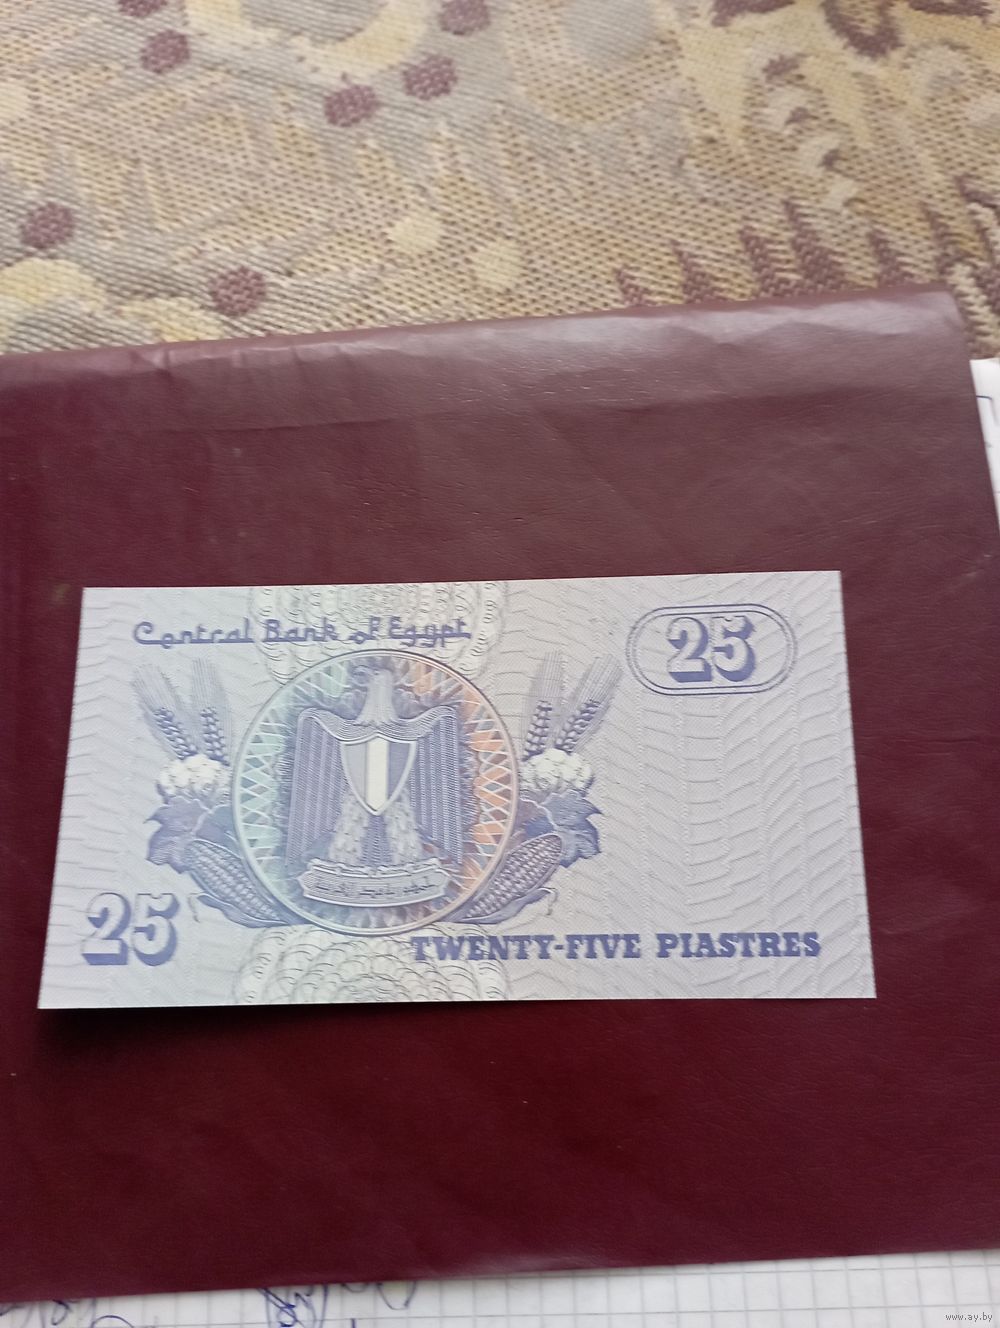 Central Bank of Egypt
25
25
TWENTY-FIVE PIASTRES
www.ay.by